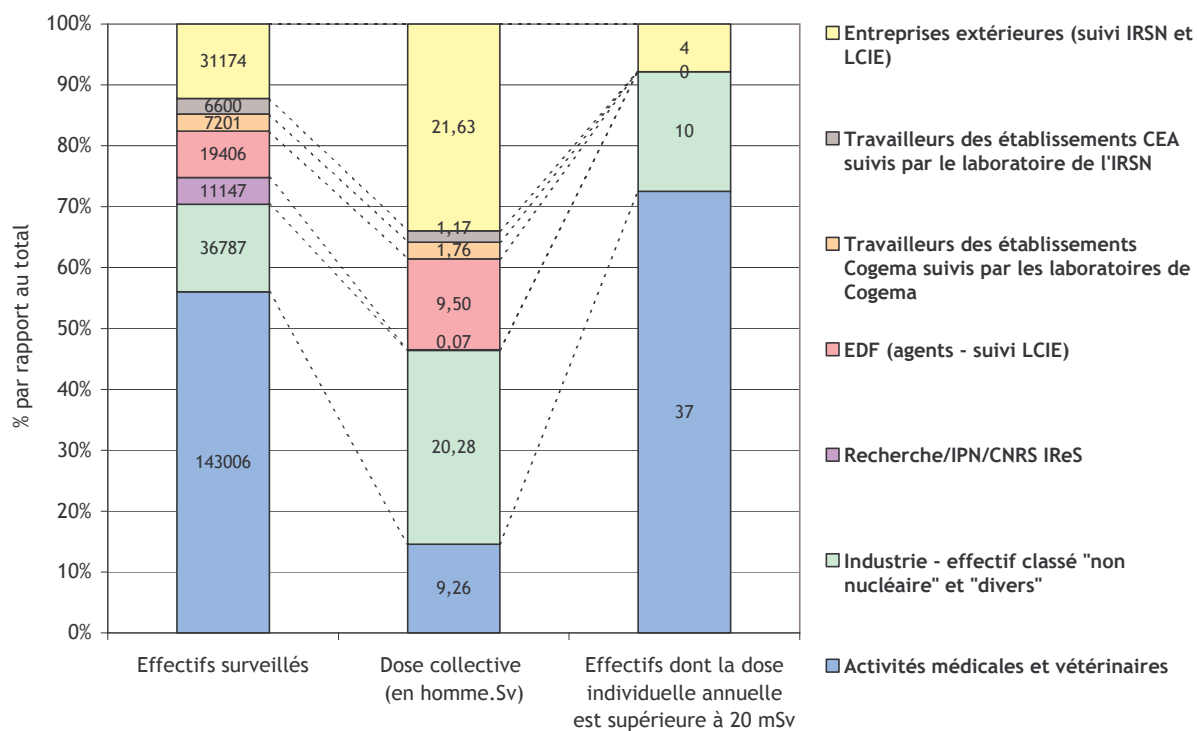 100%
90%
80%
70%
60%
50%
40%
30%
20%
10%
0%
% par rapport au total
31174
6600
7201
19406
11147
36787
143006
21,63
1,17
1,76
9,50
0,07
20,28
9,26
4
0
10
37
Effectifs surveillés
Dose collective
(en homme.Sv)
Effectifs dont la dose
individuelle annuelle
est supérieure à 20 mSv
Entreprises extérieures (suivi IRSN et
LCIE)
Travailleurs des établissements CEA
suivis par le laboratoire de l'IRSN
Travailleurs des établissements
Cogema suivis par les laboratoires de
Cogema
EDF (agents - suivi LCIE)
Recherche/IPN/CNRS IReS
Industrie - effectif classé "non
nucléaire" et "divers"
Activités médicales et vétérinaires